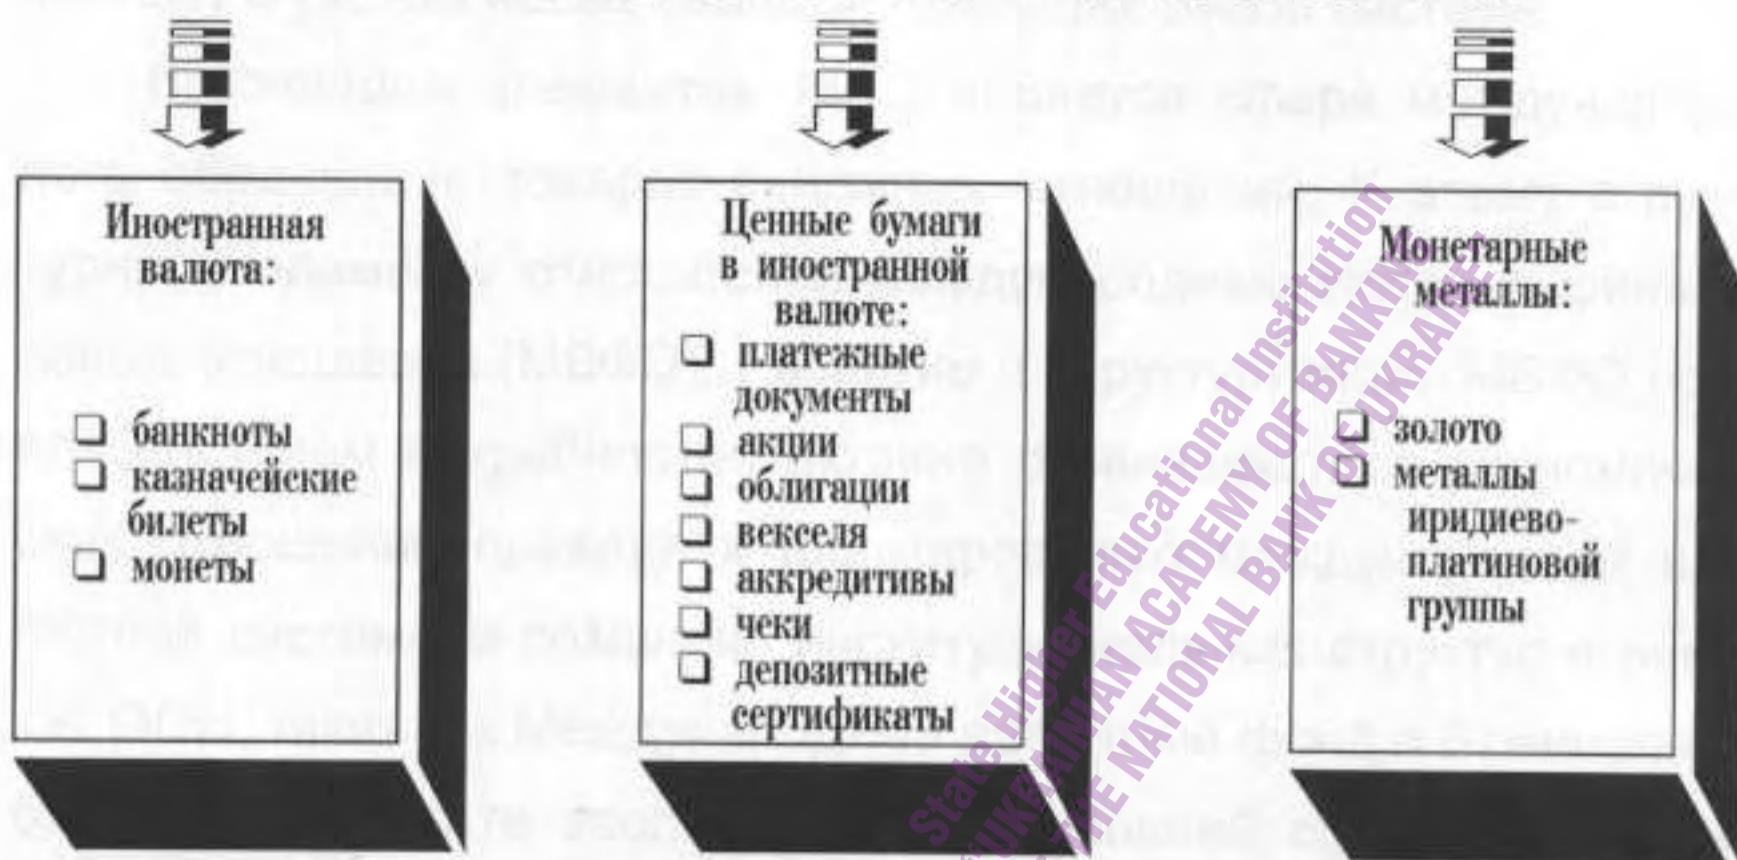 Иностранная
валюта:
❑ банкноты
❑ казначейские
билеты
❑ монеты
Ценные бумаги
в иностранной
валюте:
❑ платежные
документы
❑ акции
❑ облигации
❑ векселя
❑ аккредитивы
❑ чеки
❑ депозитные
сертификаты
Монетарные
металлы:
❑ золото
❑ металлы
иридиево-
платиновой
группы
State Higher Educational Institution
"UKRAINIAN ACADEMY OF BANKING
THE NATIONAL BANK OF UKRAINE"